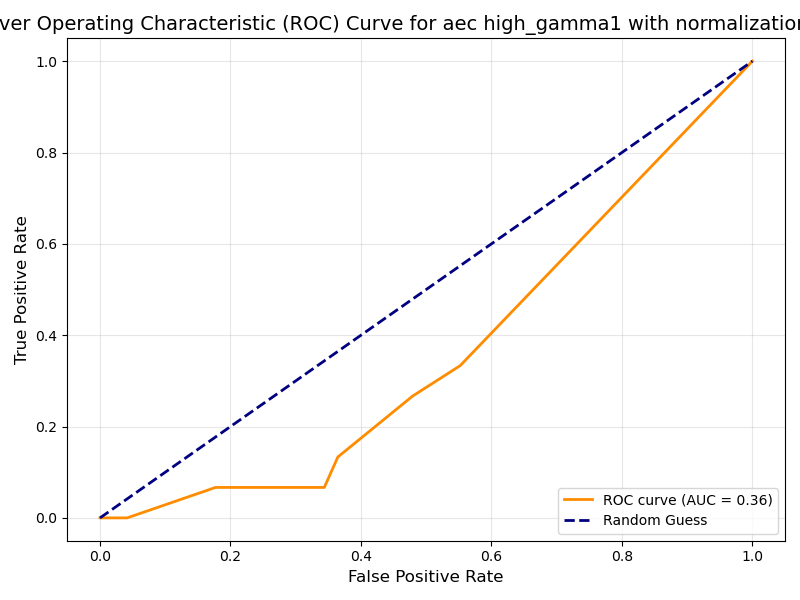 ver Operating Characteristic (ROC) Curve for aec high_gamma1 with normalization
1.0
0.8
0.6
0.4
0.2
0.0
True Positive Rate
0.0 0.2 0.4 0.6 0.8 1.0
False Positive Rate
ROC curve (AUC = 0.36)
Random Guess